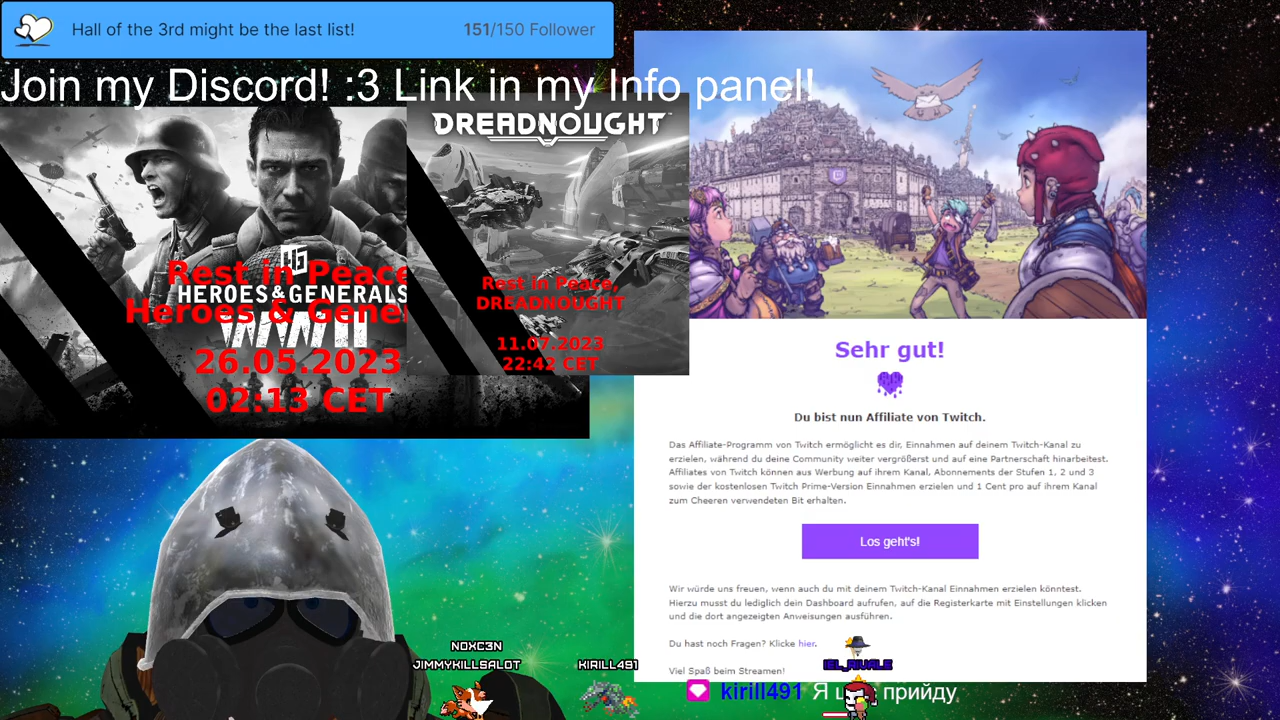 Hall of the 3rd might be the last list!
151/150 Follower
Join my Discord! :3 Link in my Info panel!
DREADNOUGHT
Rest in Peace,
HEROES & GENERALS
Heroes & Gener
WWII
26.05.2023
02:13 CET
Rest in Peace,
DREADNOUGHT
11.07.2023
22:42 CET
Sehr gut!
Du bist nun Affiliate von Twitch.
Das Affiliate-Programm von Twitch ermöglicht es dir, Einnahmen auf deinem Twitch-Kanal zu
erzielen, während du deine Community weiter vergrößerst und auf eine Partnerschaft hinarbeitest.
Affiliates von Twitch können aus Werbung auf ihrem Kanal, Abonnements der Stufen 1, 2 und 3
sowie der kostenlosen Twitch Prime-Version Einnahmen erzielen und 1 Cent pro auf ihrem Kanal
zum Cheeren verwendeten Bit erhalten.
Los geht's!
Wir würde uns freuen, wenn auch du mit deinem Twitch-Kanal Einnahmen erzielen könntest.
Hierzu musst du lediglich dein Dashboard aufrufen, auf die Registerkarte mit Einstellungen klicken
und die dort angezeigten Anweisungen ausführen.
Du hast noch Fragen? Klicke hier.
Viel Spaß beim Streamen!
N0XC3N
JIMMYKILLSALOT
KIRILL491
kirill491 Я прийду